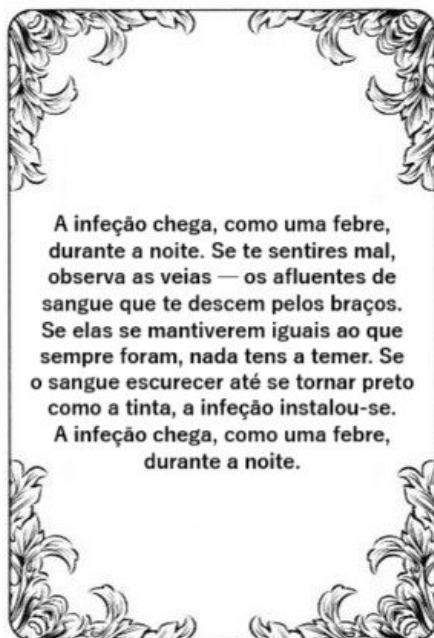 A infeção chega, como uma febre,
durante a noite. Se te sentires mal,
observa as veias — os afluentes de
sangue que te descem pelos braços.
Se elas se mantiverem iguais ao que
sempre foram, nada tens a temer. Se
o sangue escurecer até se tornar preto
como a tinta, a infeção instalou-se.
A infeção chega, como uma febre,
durante a noite.